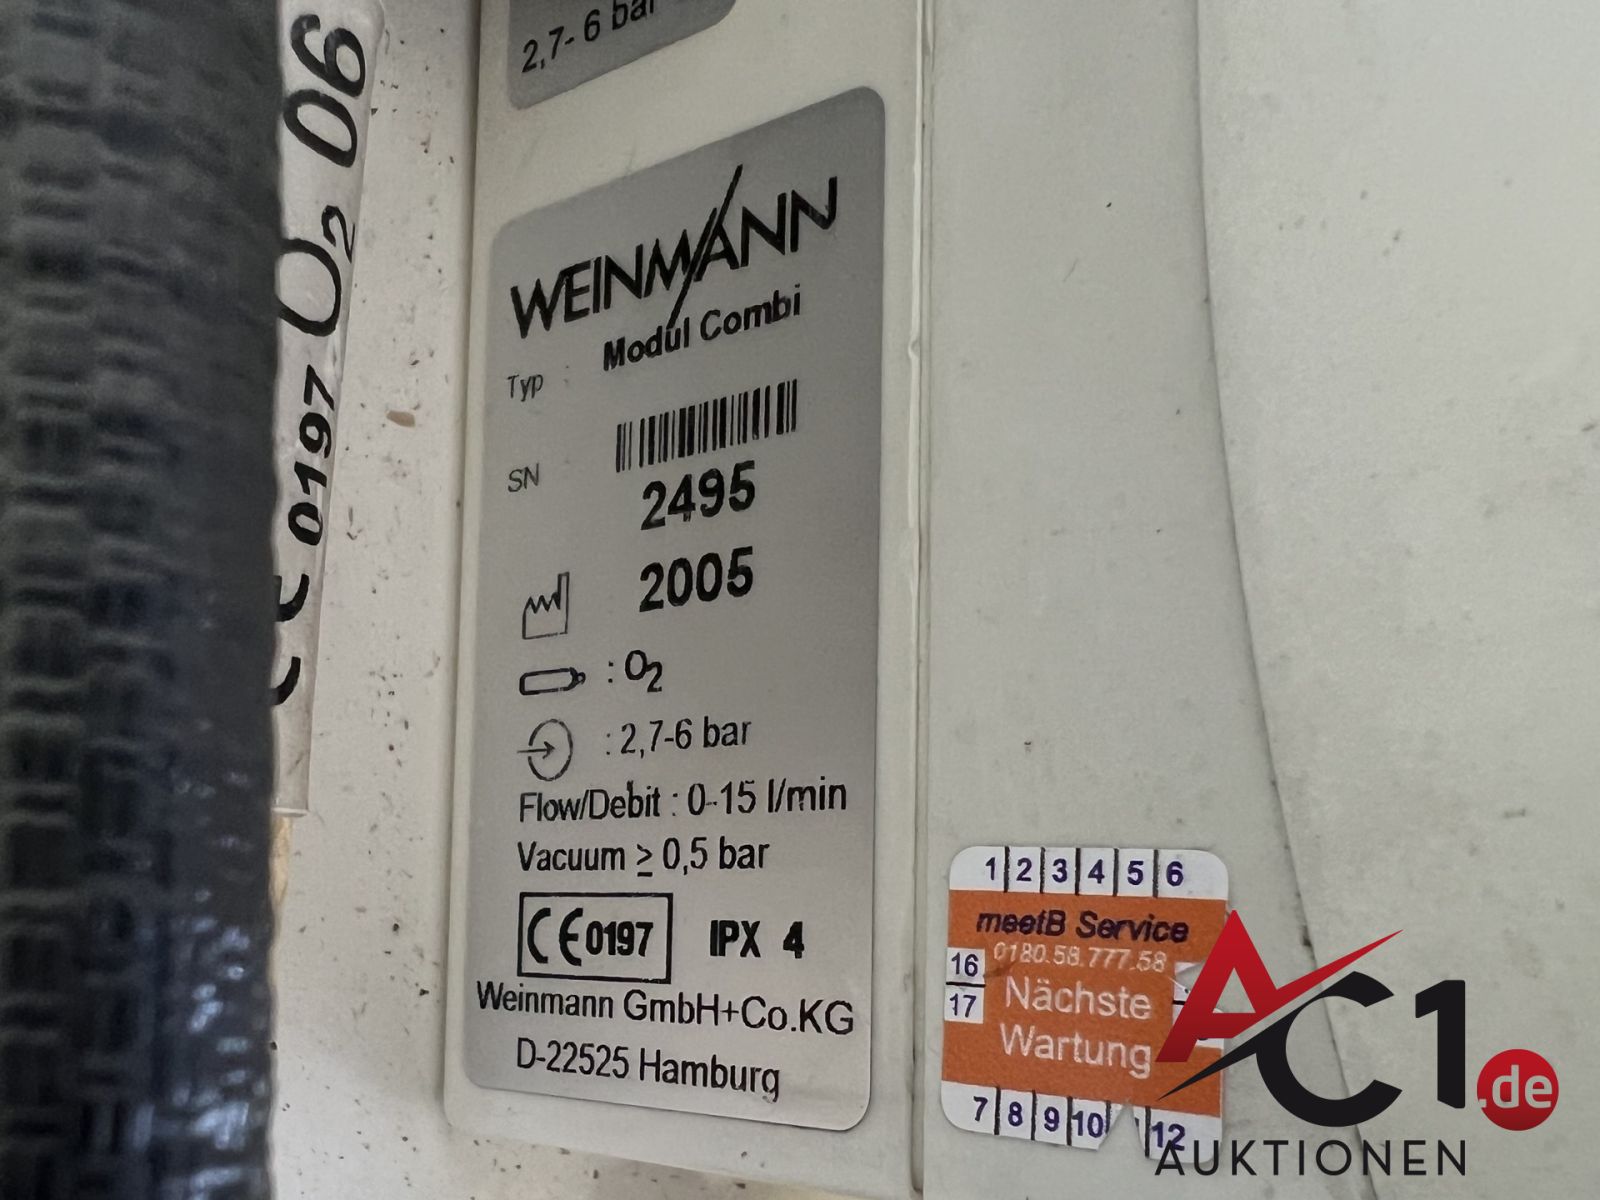 2,7- 6 bar
06
O2
0197
CE
WEINMANN
Typ : Modul Combi
SN
2495
2005
: O2
: 2,7-6 bar
Flow/Debit : 0-15 l/min
Vacuum ≥ 0,5 bar
CE0197 IPX 4
Weinmann GmbH+Co.KG
D-22525 Hamburg
1 2 3 4 5 6
meetB Service
0180.58.777.58
16
Nächste
17
Wartung
7 8 9 10 12
AC1.de
AUKTIONEN